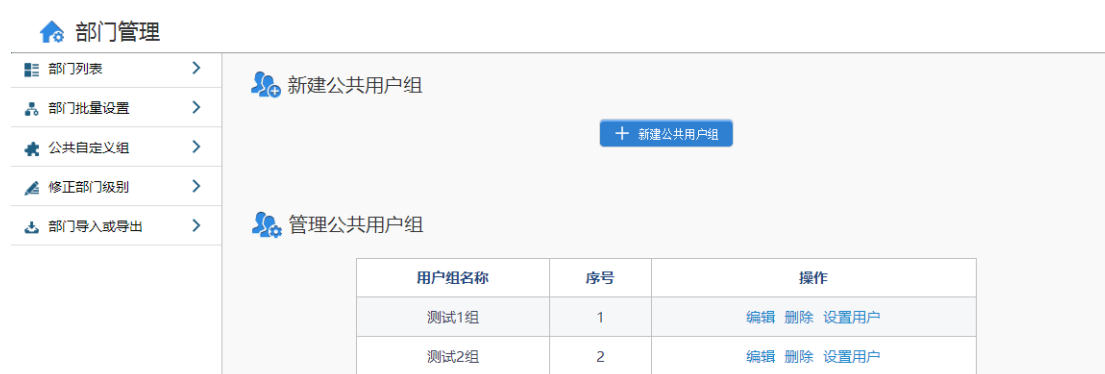 部门管理
部门列表
部门批量设置
公共自定义组
修正部门级别
部门导入或导出
新建公共用户组
新建公共用户组
管理公共用户组
用户组名称 序号 操作
测试1组 1 编辑 删除 设置用户
测试2组 2 编辑 删除 设置用户